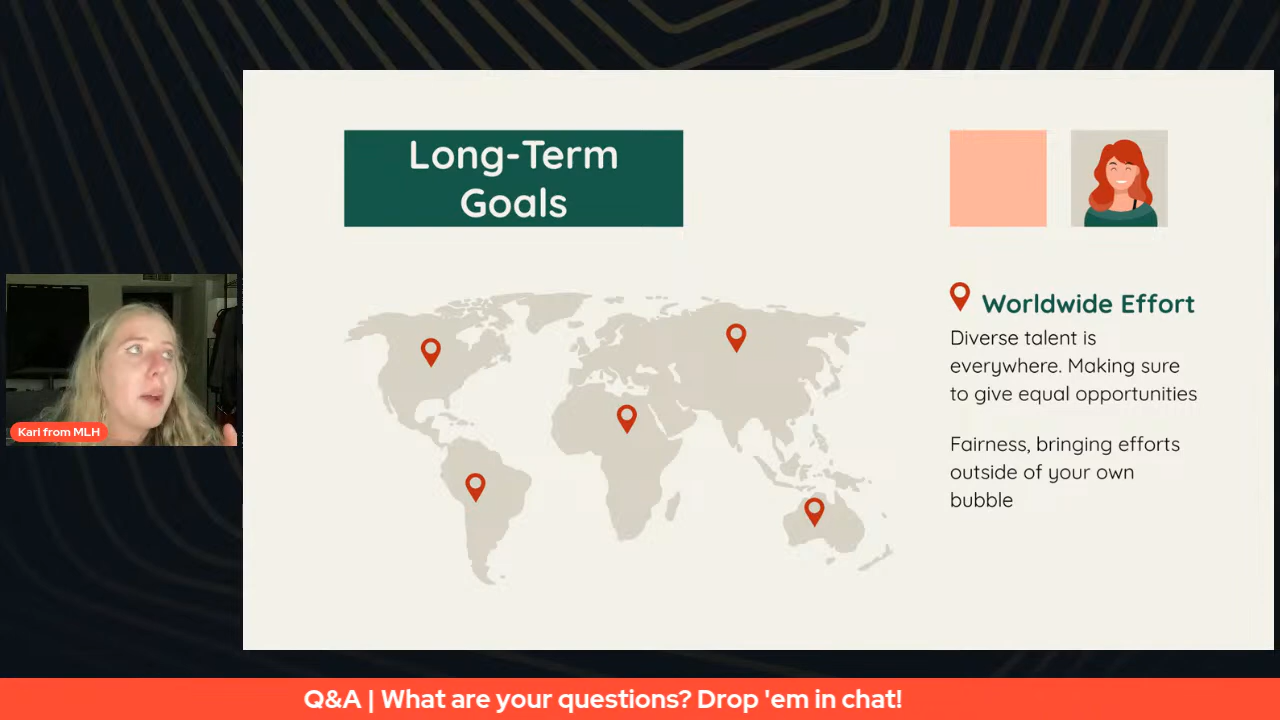 Long-Term
Goals
Worldwide Effort
Diverse talent is
everywhere. Making sure
to give equal opportunities
Fairness, bringing efforts
outside of your own
bubble
Kari from MLH
Q&A | What are your questions? Drop 'em in chat!